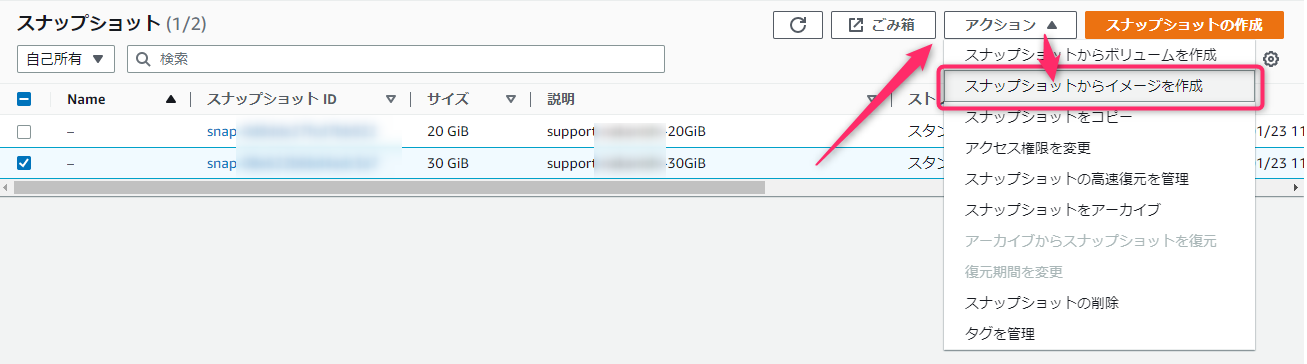 スナップショット (1/2)
ごみ箱
アクション
スナップショットの作成
自己所有
検索
スナップショットからボリュームを作成
スナップショットからイメージを作成
スナップショットをコピー
アクセス権限を変更
スナップショットの高速復元を管理
スナップショットをアーカイブ
アーカイブからスナップショットを復元
復元期間を変更
スナップショットの削除
タグを管理
Name スナップショット ID サイズ 説明 スト
– snap 20 GiB support -20GiB スタン 1/23 11
– snap 30 GiB support -30GiB スタン 1/23 11